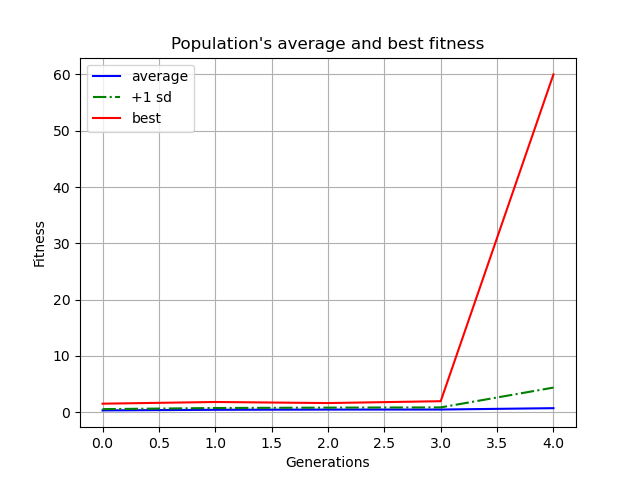 Population's average and best fitness
average
+1 sd
best
Fitness
60
50
40
30
20
10
0
0.0 0.5 1.0 1.5 2.0 2.5 3.0 3.5 4.0
Generations